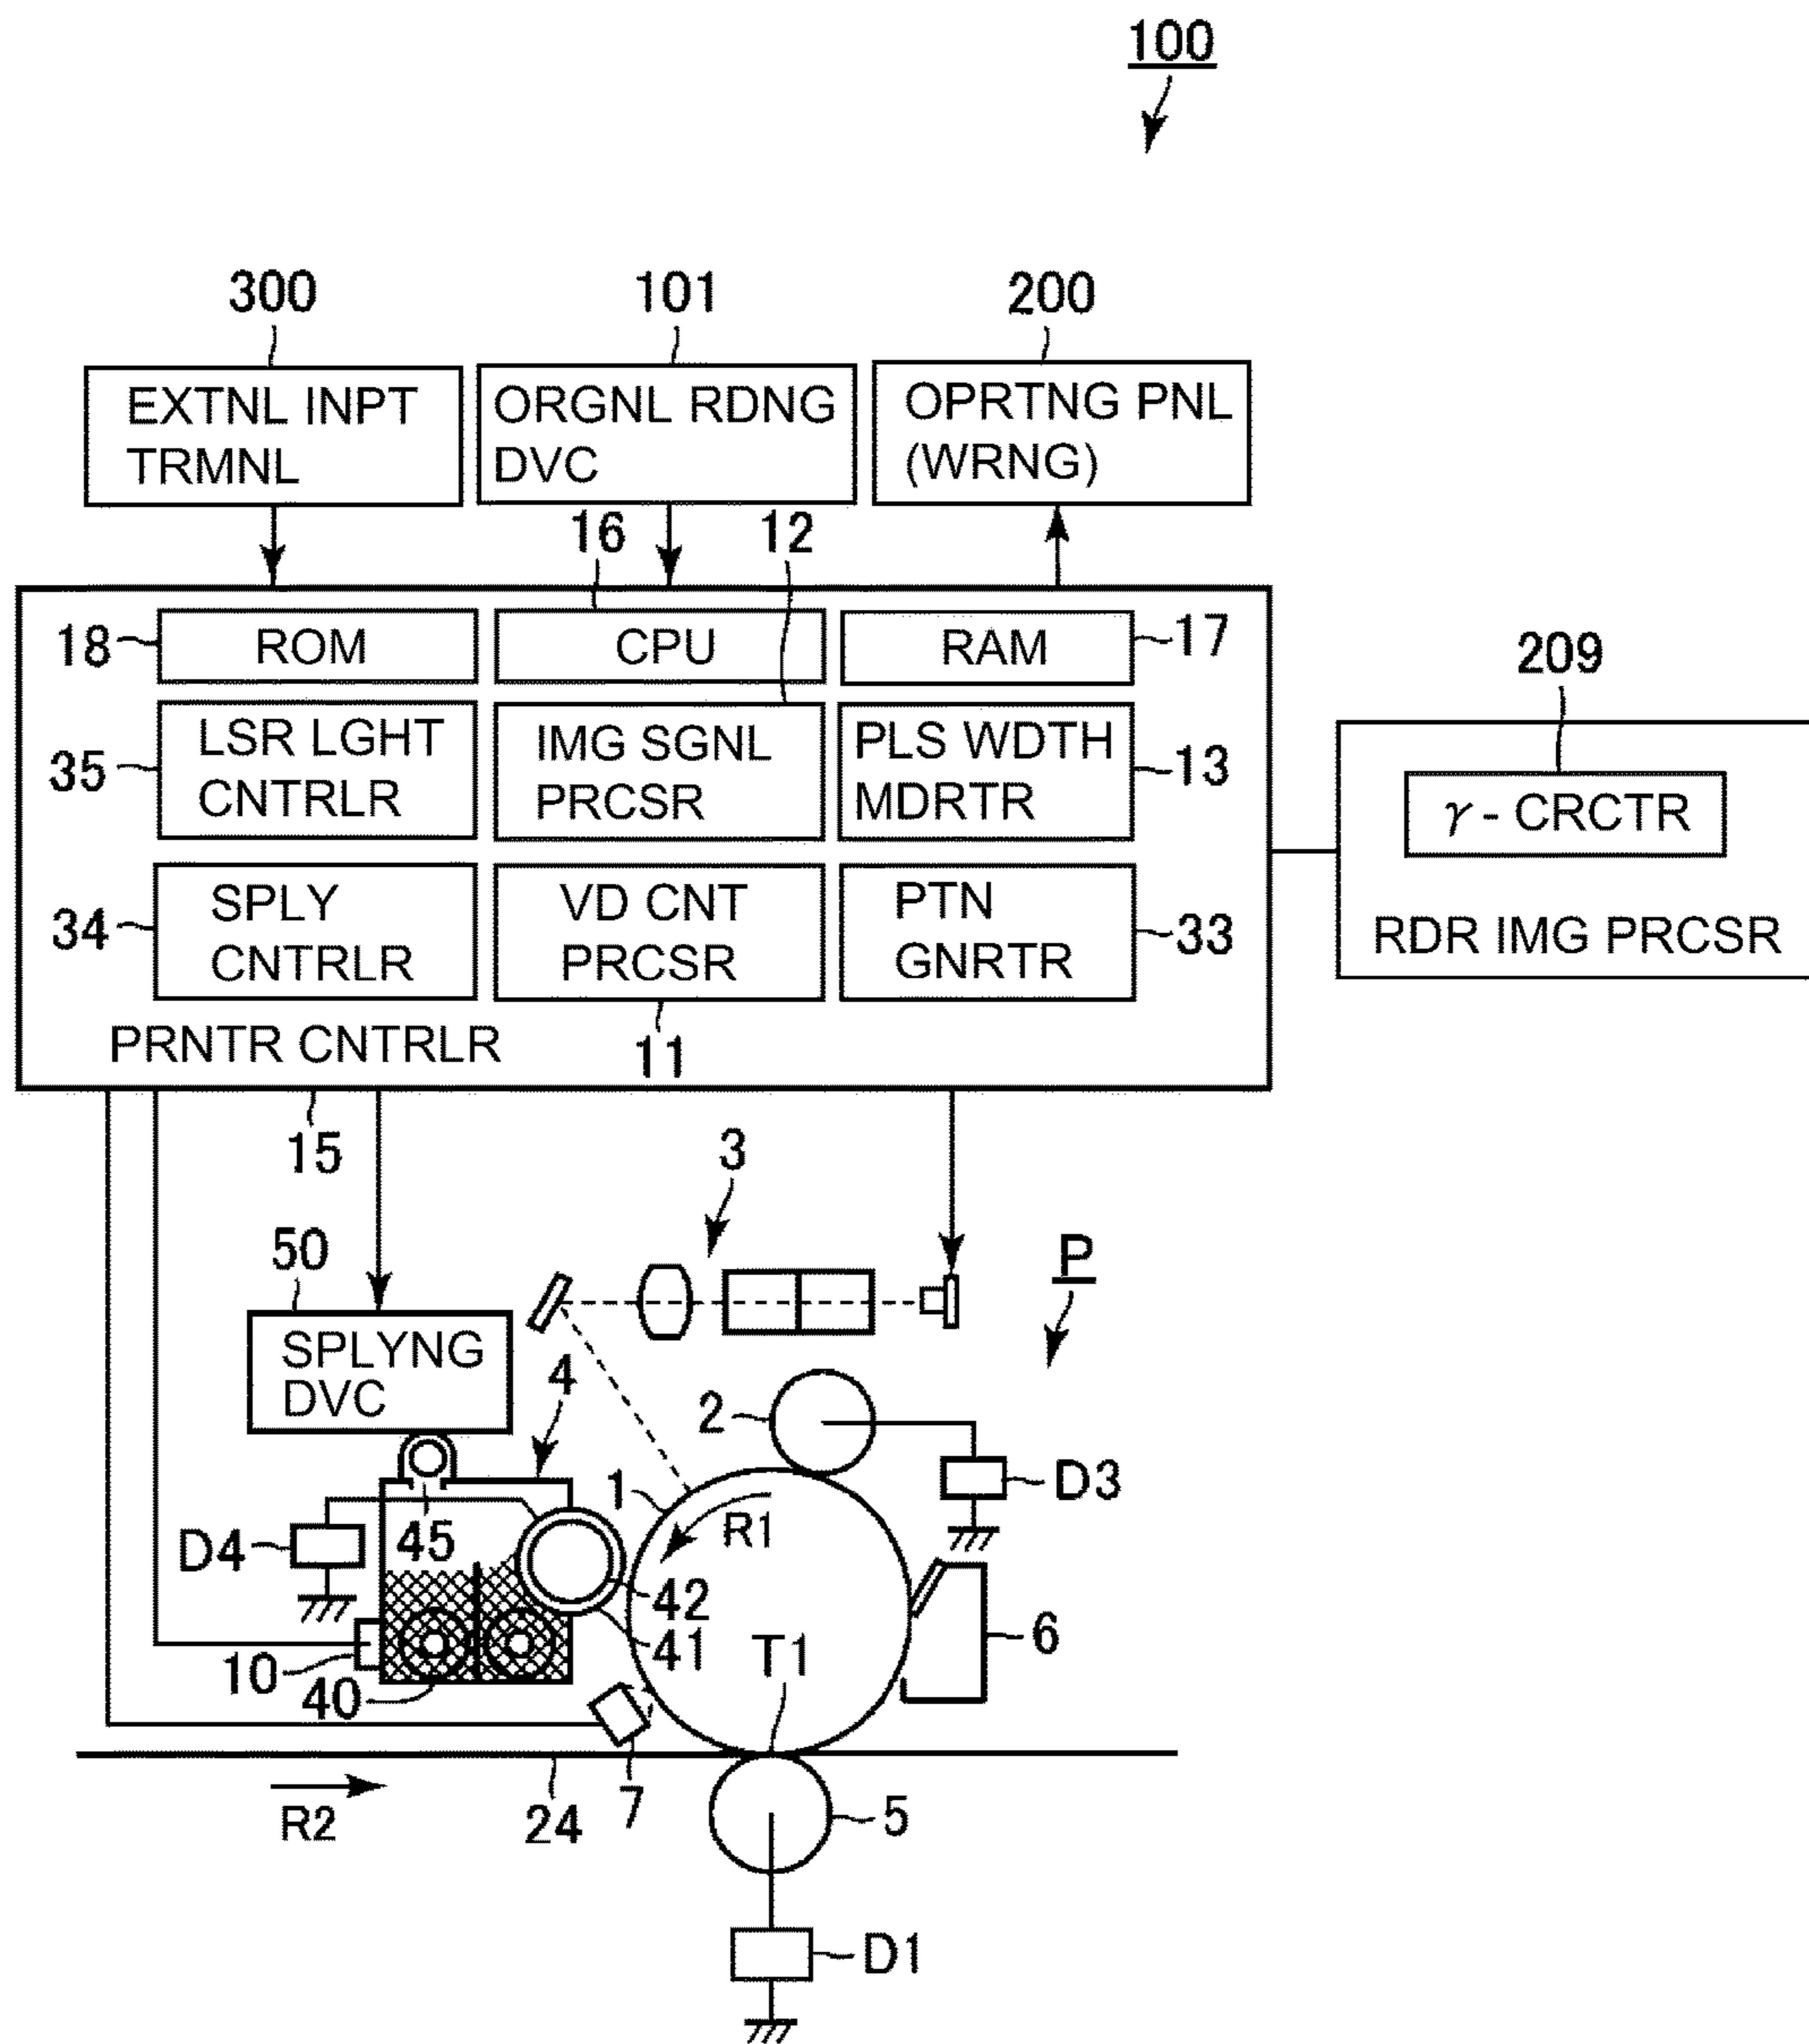 100
300
101
200
EXTNL INPT
TRMNL
ORGNL RDNG
DVC
OPRTNG PNL
(WRNG)
16
12
18
ROM
CPU
RAM
17
209
35
LSR LGHT
CNTRLR
IMG SGNL
PRCSR
PLS WDTH
MDRTR
13
γ - CRCTR
34
SPLY
CNTRLR
VD CNT
PRCSR
PTN
GNRTR
33
RDR IMG PRCSR
PRNTR CNTRLR
11
15
3
50
P
SPLYNG
DVC
4
2
D3
1
R1
D4
45
42
41
T1
6
10
40
7
R2
24
5
D1